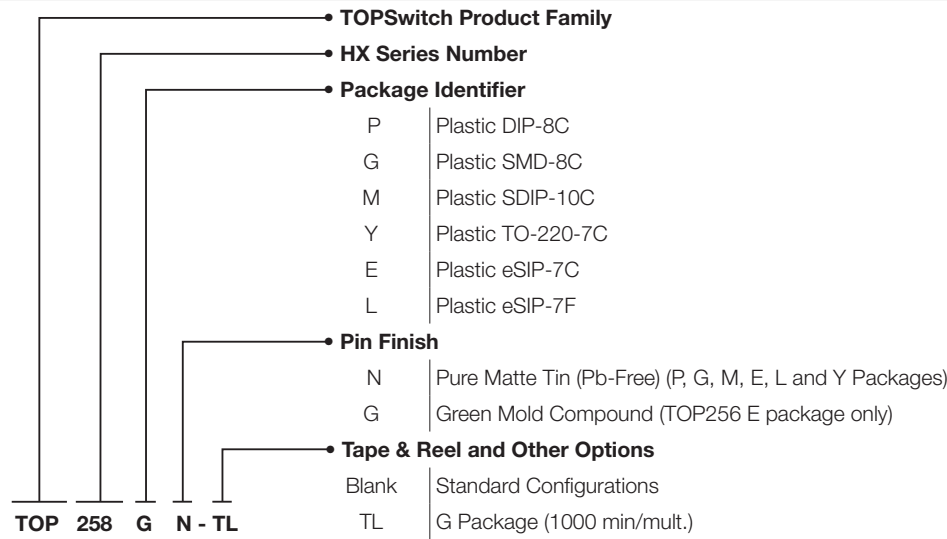 TOPSwitch Product Family
HX Series Number
Package Identifier
P Plastic DIP-8C
G Plastic SMD-8C
M Plastic SDIP-10C
Y Plastic TO-220-7C
E Plastic eSIP-7C
L Plastic eSIP-7F
Pin Finish
N Pure Matte Tin (Pb-Free) (P, G, M, E, L and Y Packages)
G Green Mold Compound (TOP256 E package only)
Tape & Reel and Other Options
Blank Standard Configurations
TL G Package (1000 min/mult.)
TOP 258 G N - TL